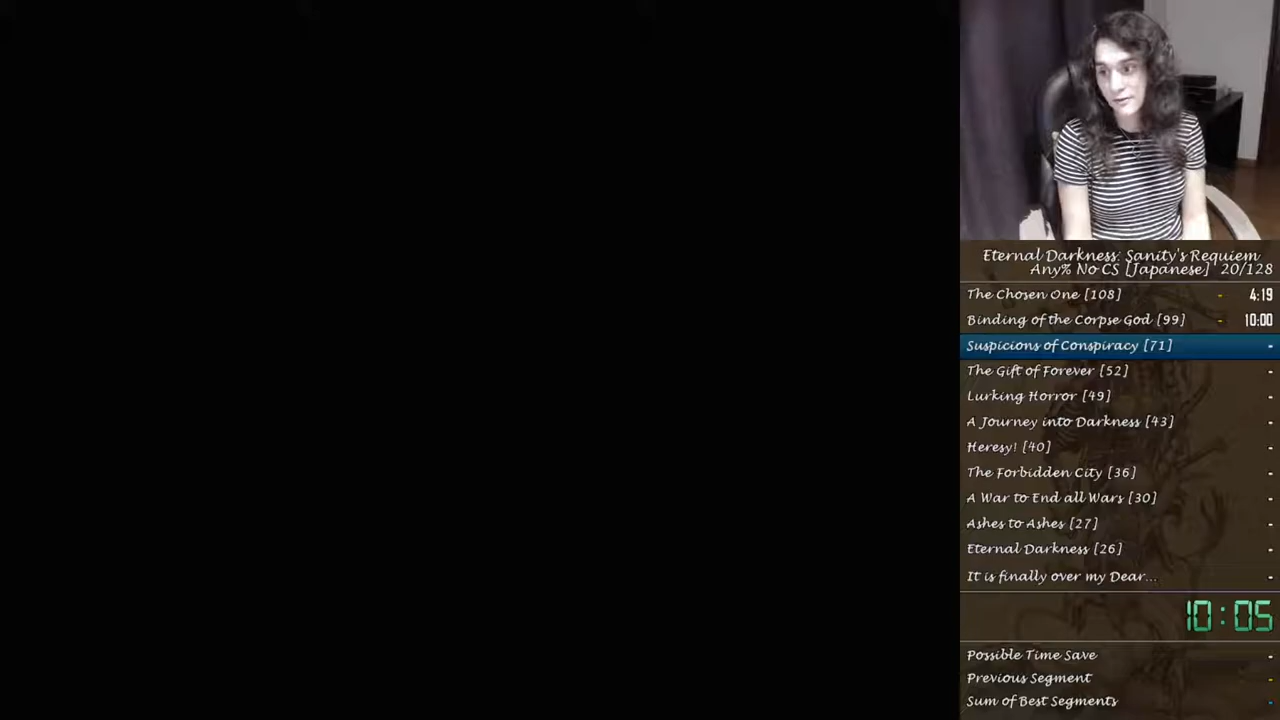 Eternal Darkness: Sanity's Requiem
Any% No CS [Japanese] 20/128
The Chosen One [108] - 4:19
Binding of the Corpse God [99] - 10:00
Suspicions of Conspiracy [71] -
The Gift of Forever [52] -
Lurking Horror [49] -
A Journey into Darkness [43] -
Heresy! [40] -
The Forbidden City [36] -
A War to End all Wars [30] -
Ashes to Ashes [27] -
Eternal Darkness [26] -
It is finally over my Dear... -
10:05
Possible Time Save -
Previous Segment -
Sum of Best Segments -